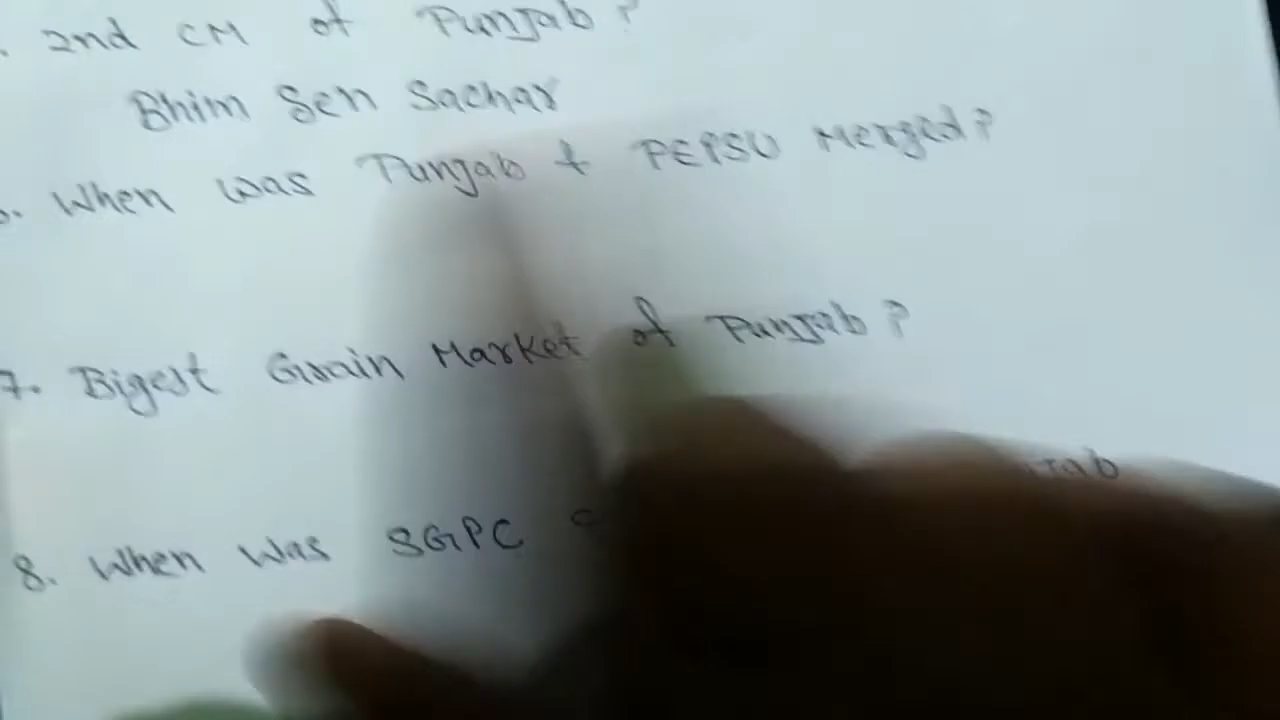 . 2nd CM of Punjab?
Bhim Sen Sachar
. When was Punjab & PEPSU Merged?
7. Bigest Grain Market of Punjab?
8. When Was SGPC